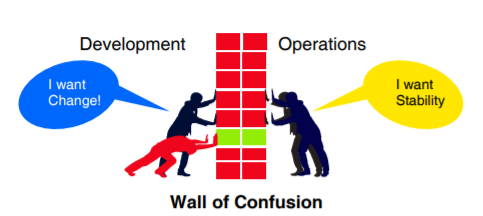 Development
Operations
I want
Change!
I want
Stability
Wall of Confusion